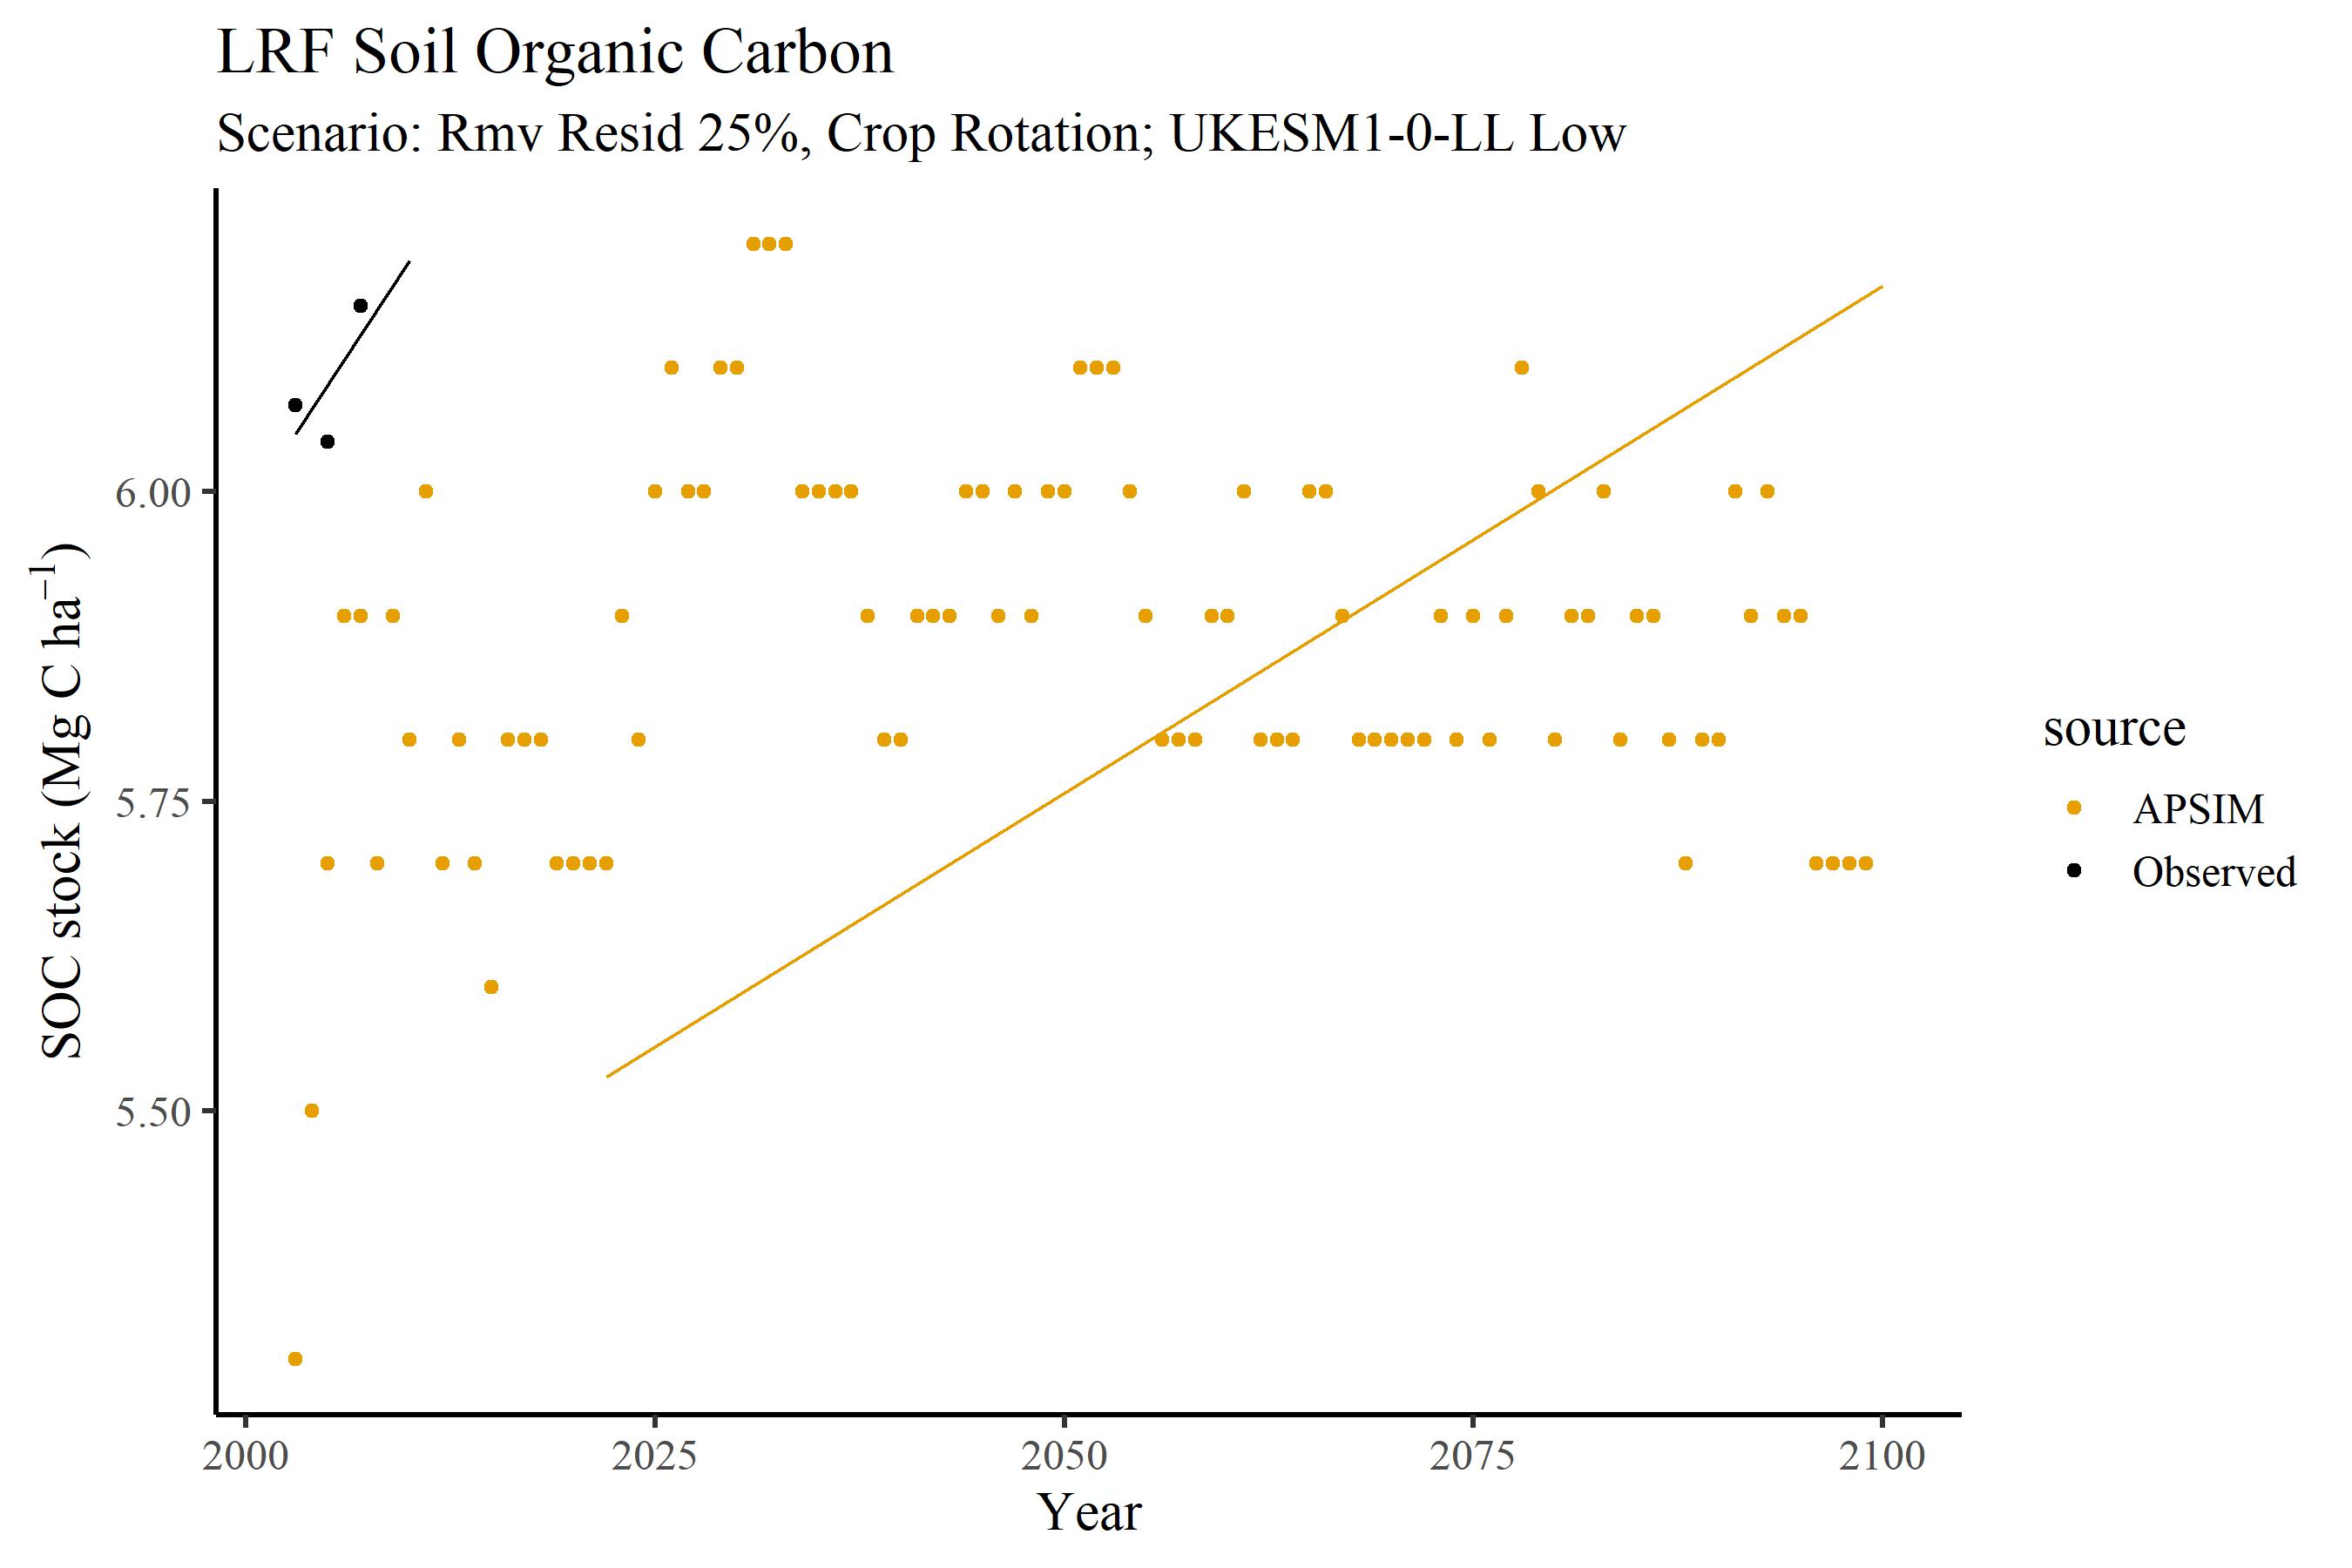 LRF Soil Organic Carbon
Scenario: Rmv Resid 25%, Crop Rotation; UKESM1-0-LL Low
SOC stock (Mg C ha⁻¹)
6.00
5.75
5.50
2000 2025 2050 2075 2100
Year
source
APSIM
Observed